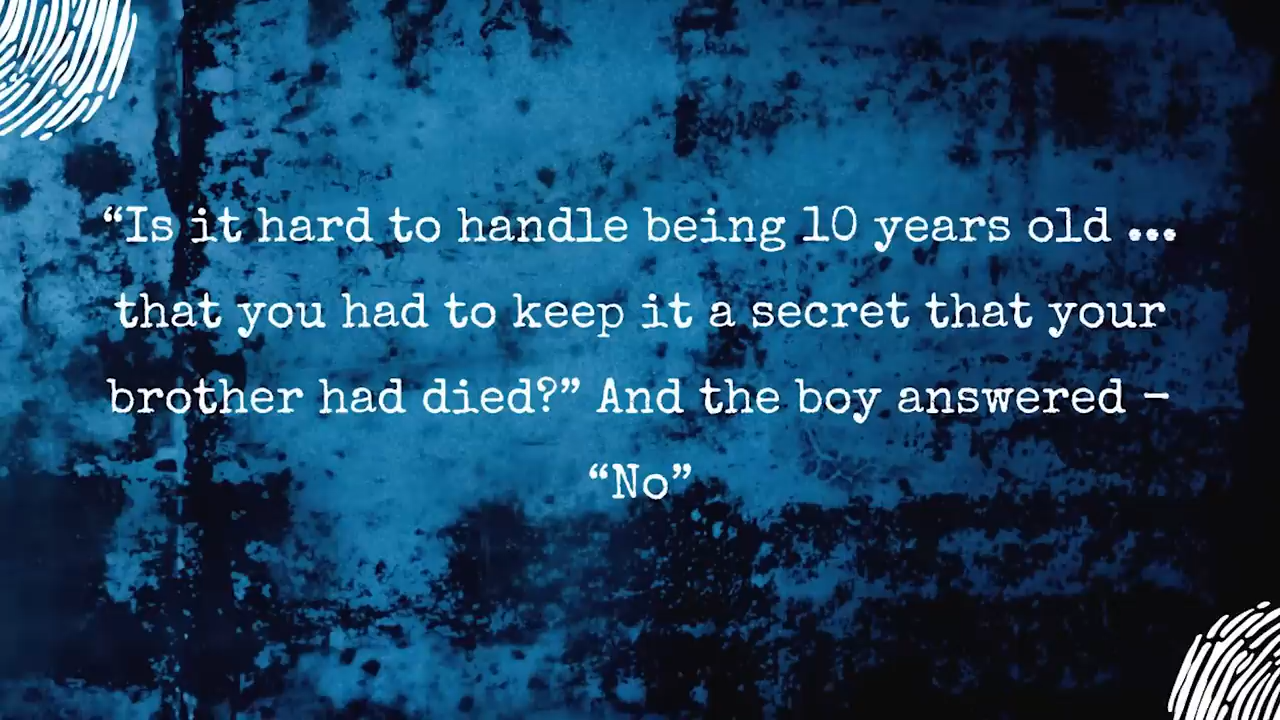 “Is it hard to handle being 10 years old ...
that you had to keep it a secret that your
brother had died?” And the boy answered –
“No”